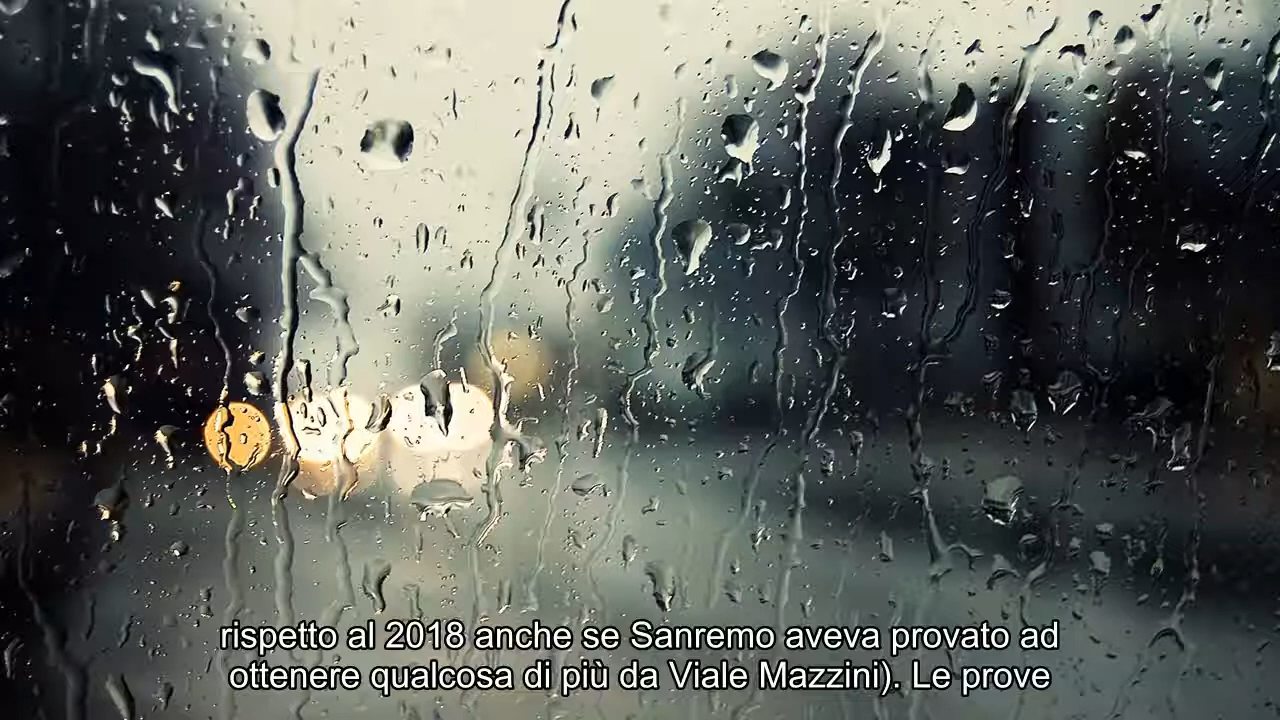 rispetto al 2018 anche se Sanremo aveva provato ad
ottenere qualcosa di più da Viale Mazzini). Le prove